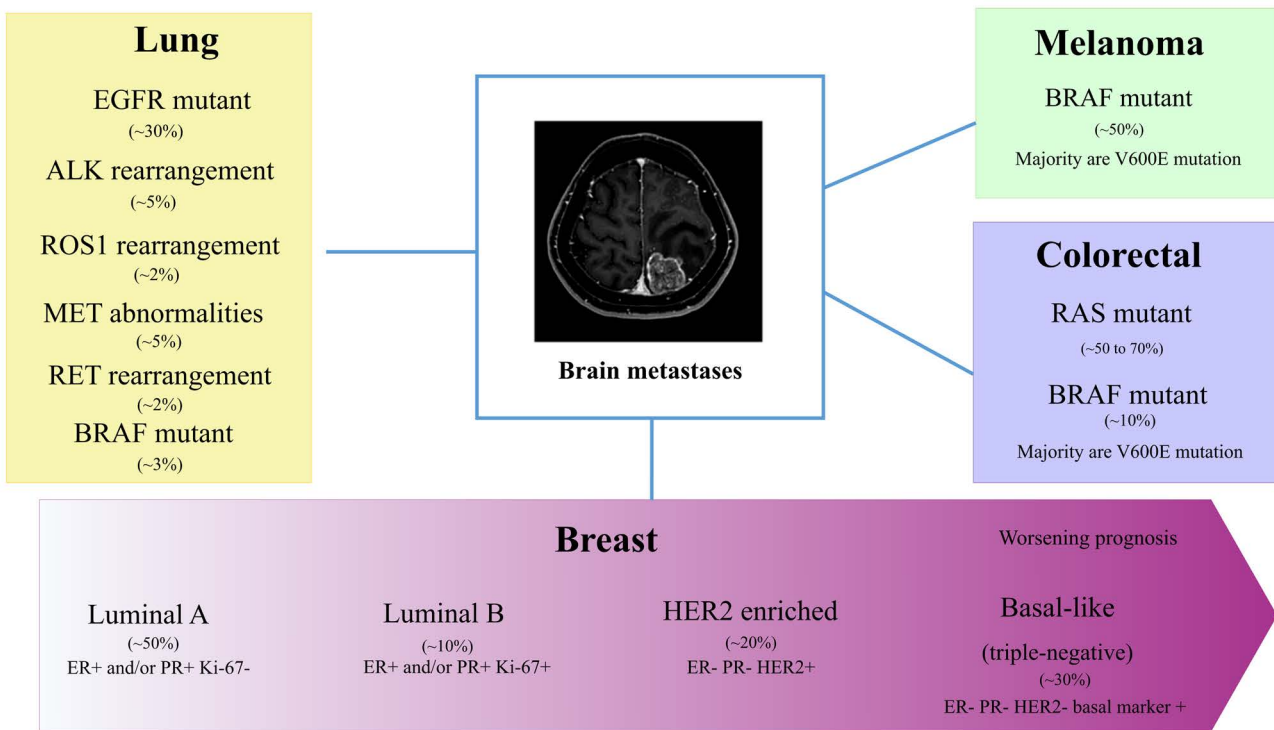 Lung
EGFR mutant
(~30%)
ALK rearrangement
(~5%)
ROS1 rearrangement
(~2%)
MET abnormalities
(~5%)
RET rearrangement
(~2%)
BRAF mutant
(~3%)
Brain metastases
Melanoma
BRAF mutant
(~50%)
Majority are V600E mutation
Colorectal
RAS mutant
(~50 to 70%)
BRAF mutant
(~10%)
Majority are V600E mutation
Breast
Worsening prognosis
Luminal A
(~50%)
ER+ and/or PR+ Ki-67-
Luminal B
(~10%)
ER+ and/or PR+ Ki-67+
HER2 enriched
(~20%)
ER- PR- HER2+
Basal-like
(triple-negative)
(~30%)
ER- PR- HER2- basal marker +